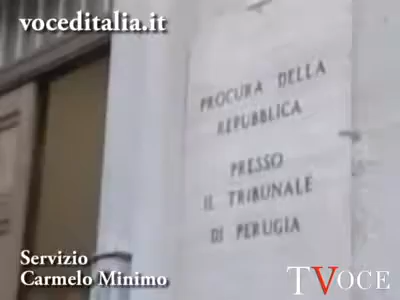 voceditalia.it
PROCURA DELLA
REPUBBLICA
PRESSO
IL TRIBUNALE
DI PERUGIA
Servizio
Carmelo Minimo
TVOCE